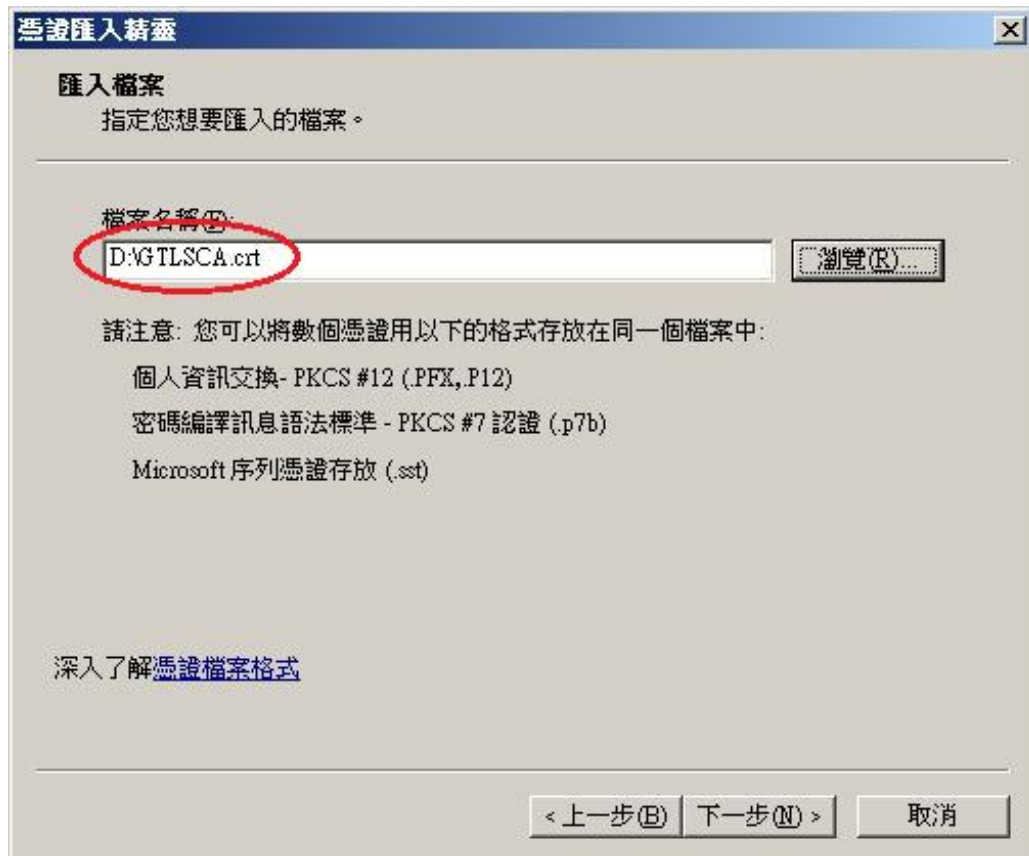 憑證匯入精靈
匯入檔案
指定您想要匯入的檔案。
檔案名稱(F):
D:\GTLSCA.crt
瀏覽(R)...
請注意: 您可以將數個憑證用以下的格式存放在同一個檔案中:
個人資訊交換- PKCS #12 (.PFX,.P12)
密碼編譯訊息語法標準 - PKCS #7 認證 (.p7b)
Microsoft 序列憑證存放 (.sst)
深入了解憑證檔案格式
< 上一步(B)
下一步(N) >
取消